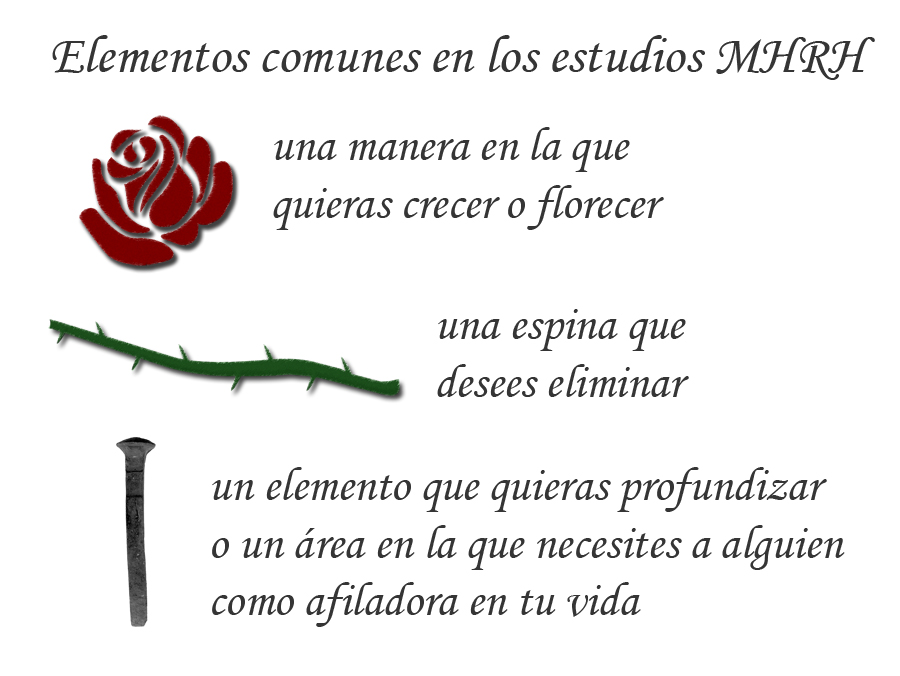 Elementos comunes en los estudios MHRH
una manera en la que
quieras crecer o florecer
una espina que
desees eliminar
un elemento que quieras profundizar
o un área en la que necesites a alguien
como afiladora en tu vida